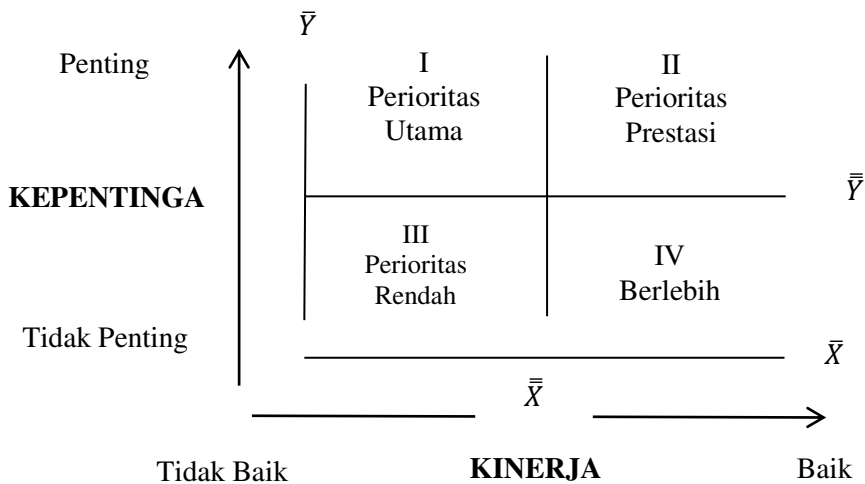 Y̅
Penting
I
Perioritas
Utama
II
Perioritas
Prestasi
KEPENTINGA
Y̿
III
Perioritas
Rendah
IV
Berlebih
Tidak Penting
X̅
X̿
Tidak Baik
KINERJA
Baik